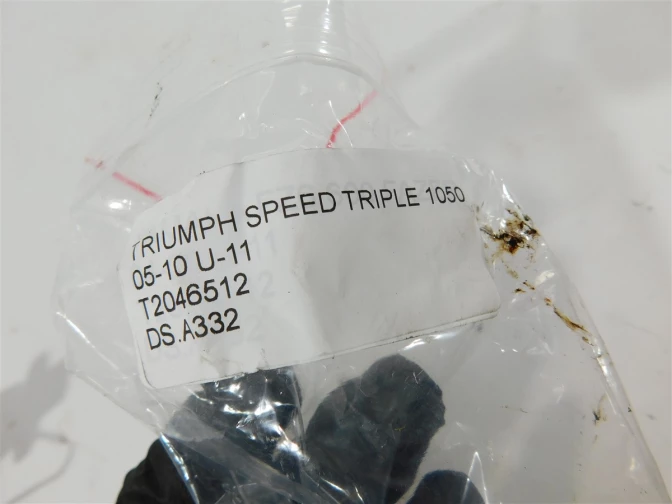 TRIUMPH SPEED TRIPLE 1050
05-10 U-11
T2046512
DS.A332